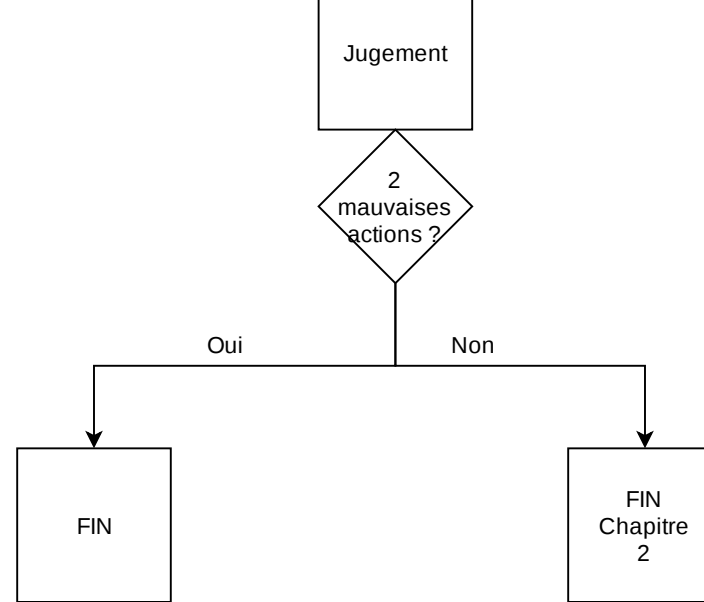 Jugement
2
mauvaises
actions ?
Oui
Non
FIN
FIN
Chapitre
2